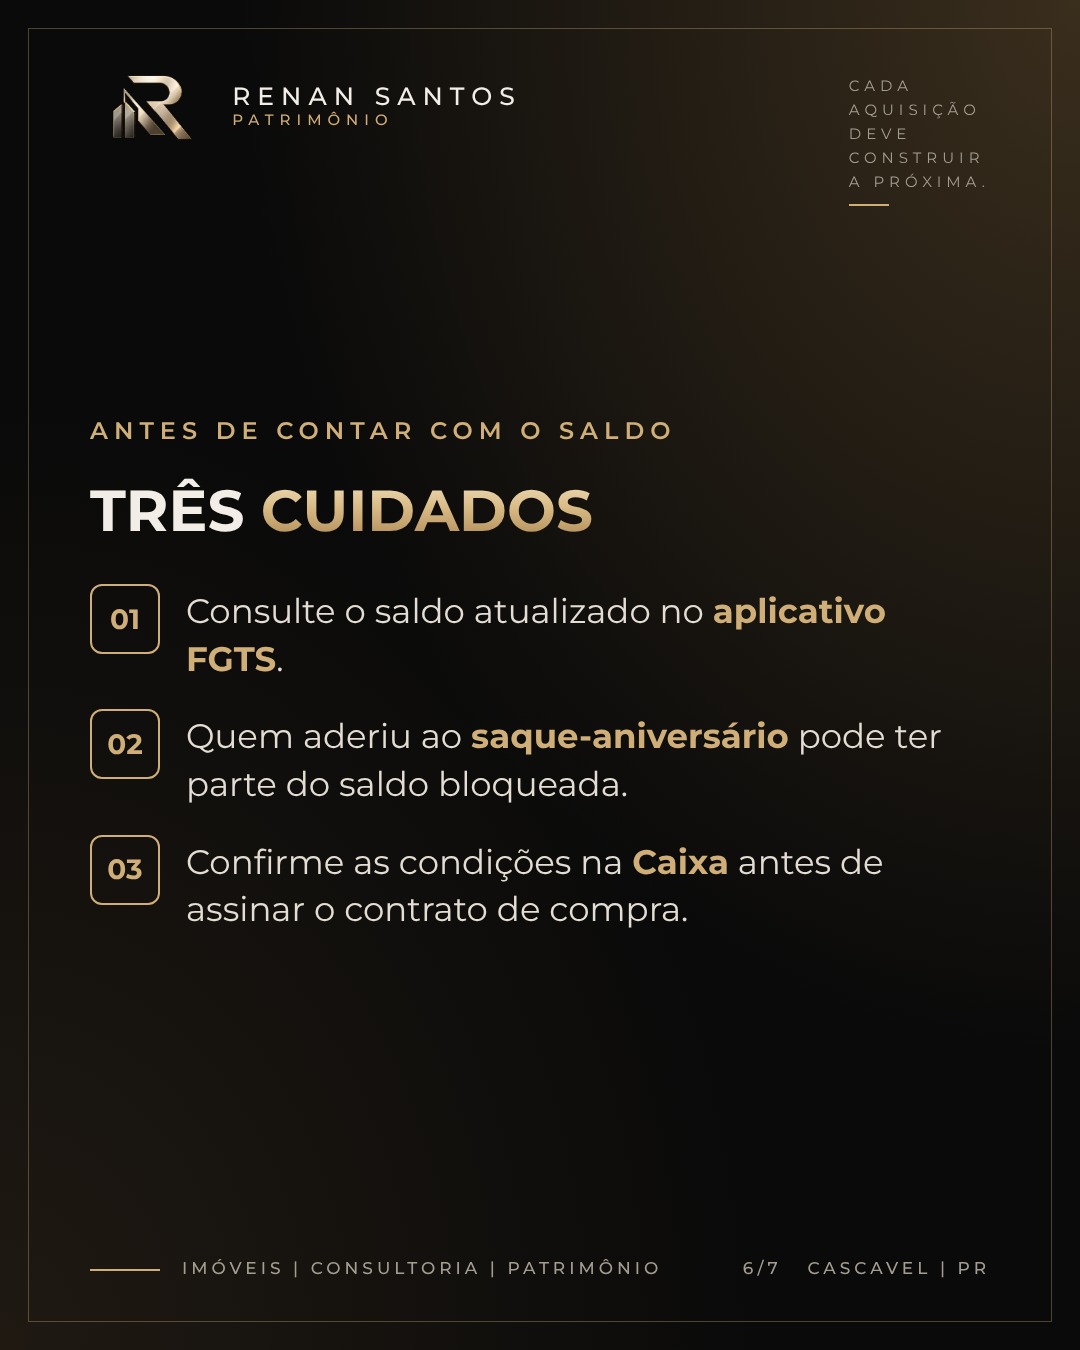 RENAN SANTOS
PATRIMÔNIO
CADA
AQUISIÇÃO
DEVE
CONSTRUIR
A PRÓXIMA.
ANTES DE CONTAR COM O SALDO
TRÊS CUIDADOS
01
Consulte o saldo atualizado no aplicativo
FGTS.
02
Quem aderiu ao saque-aniversário pode ter
parte do saldo bloqueada.
03
Confirme as condições na Caixa antes de
assinar o contrato de compra.
IMÓVEIS | CONSULTORIA | PATRIMÔNIO
6/7
CASCAVEL | PR